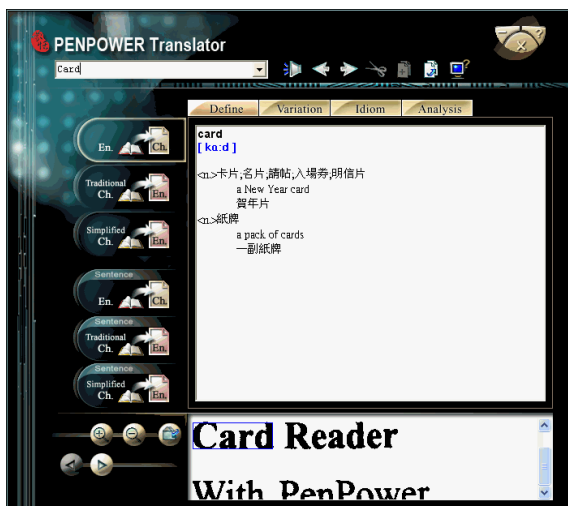 PENPOWER Translator
Card
Define Variation Idiom Analysis
En. Ch.
Traditional
Ch. En.
Simplified
Ch. En.
Sentence
En. Ch.
Sentence
Traditional
Ch. En.
Sentence
Simplified
Ch. En.
card
[ kɑ:d ]
<n.>卡片,名片,請帖,入場券,明信片
a New Year card
賀年片
<n.>紙牌
a pack of cards
一副紙牌
Card Reader
With PenPower